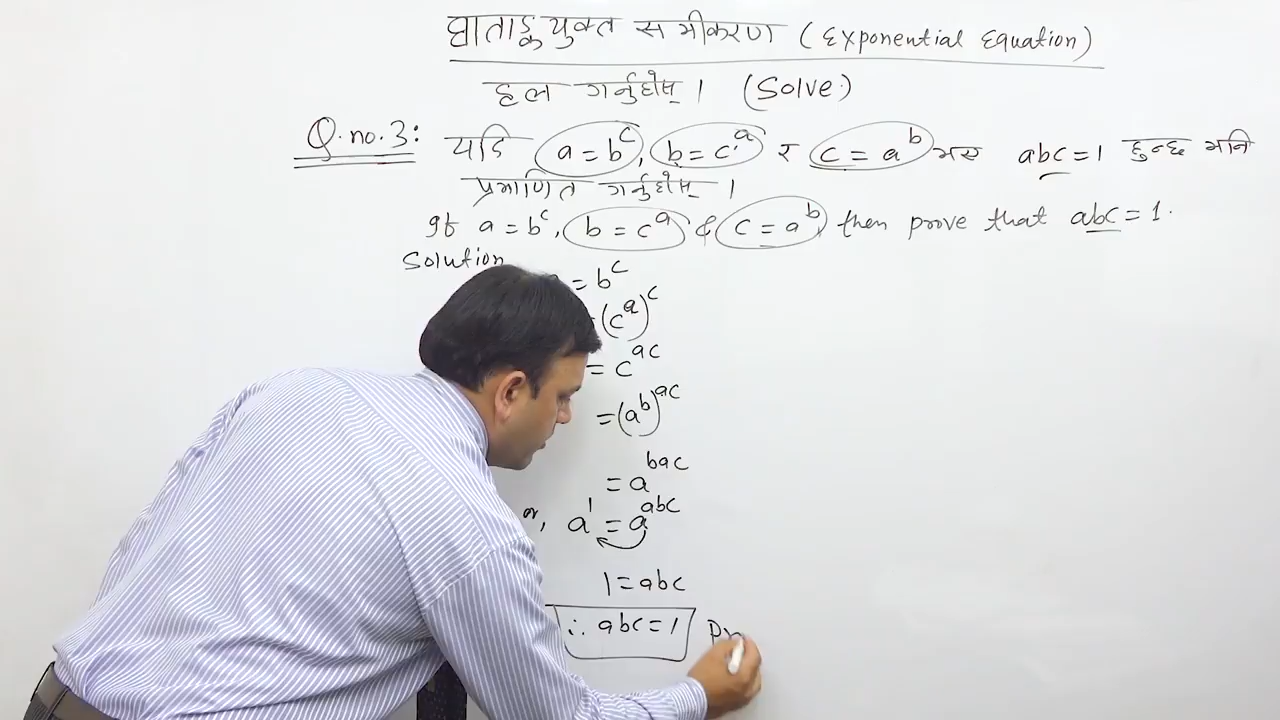 घाताङ्कयुक्त समीकरण (Exponential Equation)
हल गर्नुहोस् । (Solve)
Q.no.3: यदि a = b^c, b = c^a र c = a^b भए abc = 1 हुन्छ भनि
प्रमाणित गर्नुहोस् ।
If a = b^c, b = c^a & c = a^b, then prove that abc = 1.
Solution
= b^c
(c^a)^c
= c^ac
= (a^b)^ac
= a^bac
or, a^1 = a^abc
1 = abc
∴ abc = 1